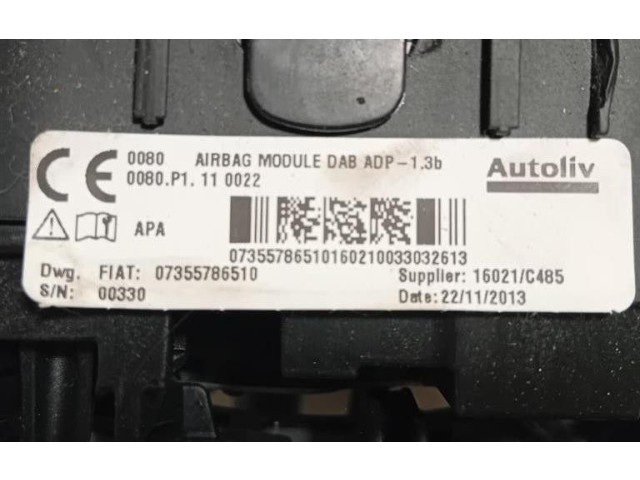 CE 0080 AIRBAG MODULE DAB ADP-1.3b Autoliv
0080.P1. 11 0022
APA
07355786510160210033032613
Dwg. FIAT: 07355786510 Supplier: 16021/C485
S/N: 00330 Date: 22/11/2013